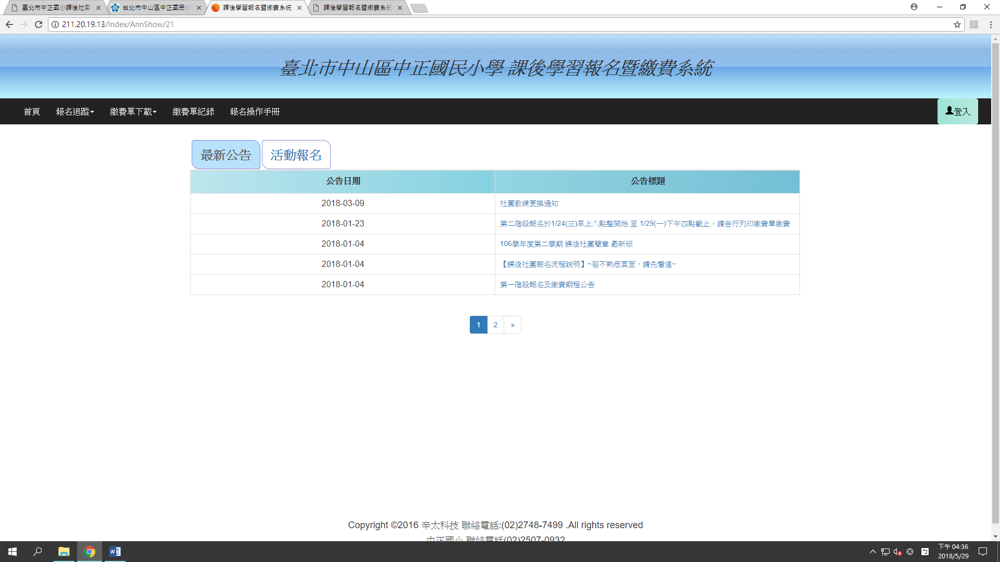 臺北市中正國小課後社團
台北市中山區中正國民小
課後學習報名暨繳費系統
課後學習報名暨繳費系統
211.20.19.13/Index/AnnShow/21
臺北市中山區中正國民小學 課後學習報名暨繳費系統
首頁 報名追蹤 繳費單下載 繳費單紀錄 報名操作手冊 登入
最新公告 活動報名
公告日期 公告標題
2018-03-09 社團教練更換通知
2018-01-23 第二階段報名於1/24(三)早上八點整開始 至 1/29(一)下午四點截止，請自行列印繳費單繳費
2018-01-04 106學年度第二學期 課後社團簡章 最新版
2018-01-04 【課後社團報名流程說明】~若不熟悉頁面，請先看這~
2018-01-04 第一階段報名及繳費期程公告
1 2 »
Copyright ©2016 辛太科技 聯絡電話:(02)2748-7499 .All rights reserved
中正國小 聯絡電話(02)2507-0932
下午 04:36
2018/5/29